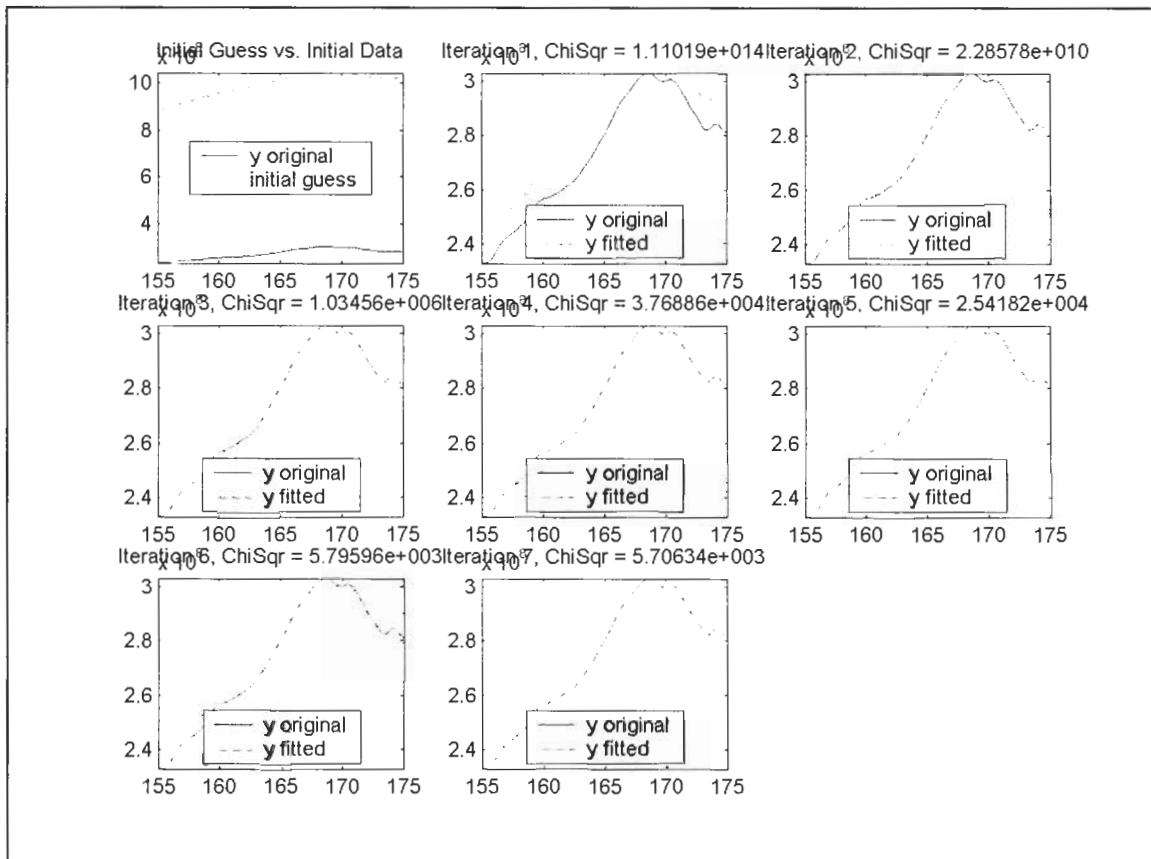 Initial Guess vs. Initial Data
Iteration 1, ChiSqr = 1.11019e+014
Iteration 2, ChiSqr = 2.28578e+010
10
8
6
4
y original
initial guess
155 160 165 170 175
3
2.8
2.6
2.4
y original
y fitted
155 160 165 170 175
3
2.8
2.6
2.4
y original
y fitted
155 160 165 170 175
Iteration 3, ChiSqr = 1.03456e+006
Iteration 4, ChiSqr = 3.76886e+004
Iteration 5, ChiSqr = 2.54182e+004
3
2.8
2.6
2.4
y original
y fitted
155 160 165 170 175
3
2.8
2.6
2.4
y original
y fitted
155 160 165 170 175
3
2.8
2.6
2.4
y original
y fitted
155 160 165 170 175
Iteration 6, ChiSqr = 5.79596e+003
Iteration 7, ChiSqr = 5.70634e+003
3
2.8
2.6
2.4
y original
y fitted
155 160 165 170 175
3
2.8
2.6
2.4
y original
y fitted
155 160 165 170 175